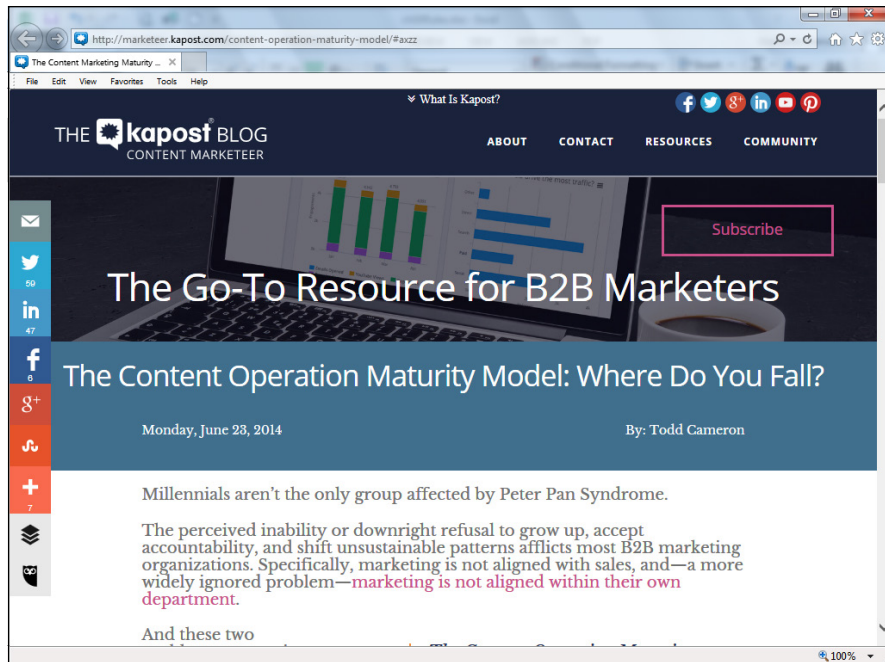 http://marketeer.kapost.com/content-operation-maturity-model/#axzz
The Content Marketing Maturity ...
File Edit View Favorites Tools Help
What Is Kapost?
THE kapost® BLOG
CONTENT MARKETEER
ABOUT CONTACT RESOURCES COMMUNITY
Subscribe
The Go-To Resource for B2B Marketers
59
47
6
7
The Content Operation Maturity Model: Where Do You Fall?
Monday, June 23, 2014 By: Todd Cameron
Millennials aren't the only group affected by Peter Pan Syndrome.
The perceived inability or downright refusal to grow up, accept
accountability, and shift unsustainable patterns afflicts most B2B marketing
organizations. Specifically, marketing is not aligned with sales, and—a more
widely ignored problem—marketing is not aligned within their own
department.
And these two
100%